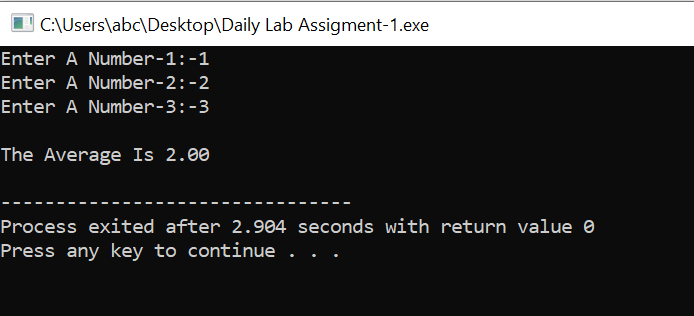 C:\Users\abc\Desktop\Daily Lab Assigment-1.exe
Enter A Number-1:-1
Enter A Number-2:-2
Enter A Number-3:-3
The Average Is 2.00
--------------------------------
Process exited after 2.904 seconds with return value 0
Press any key to continue . . .